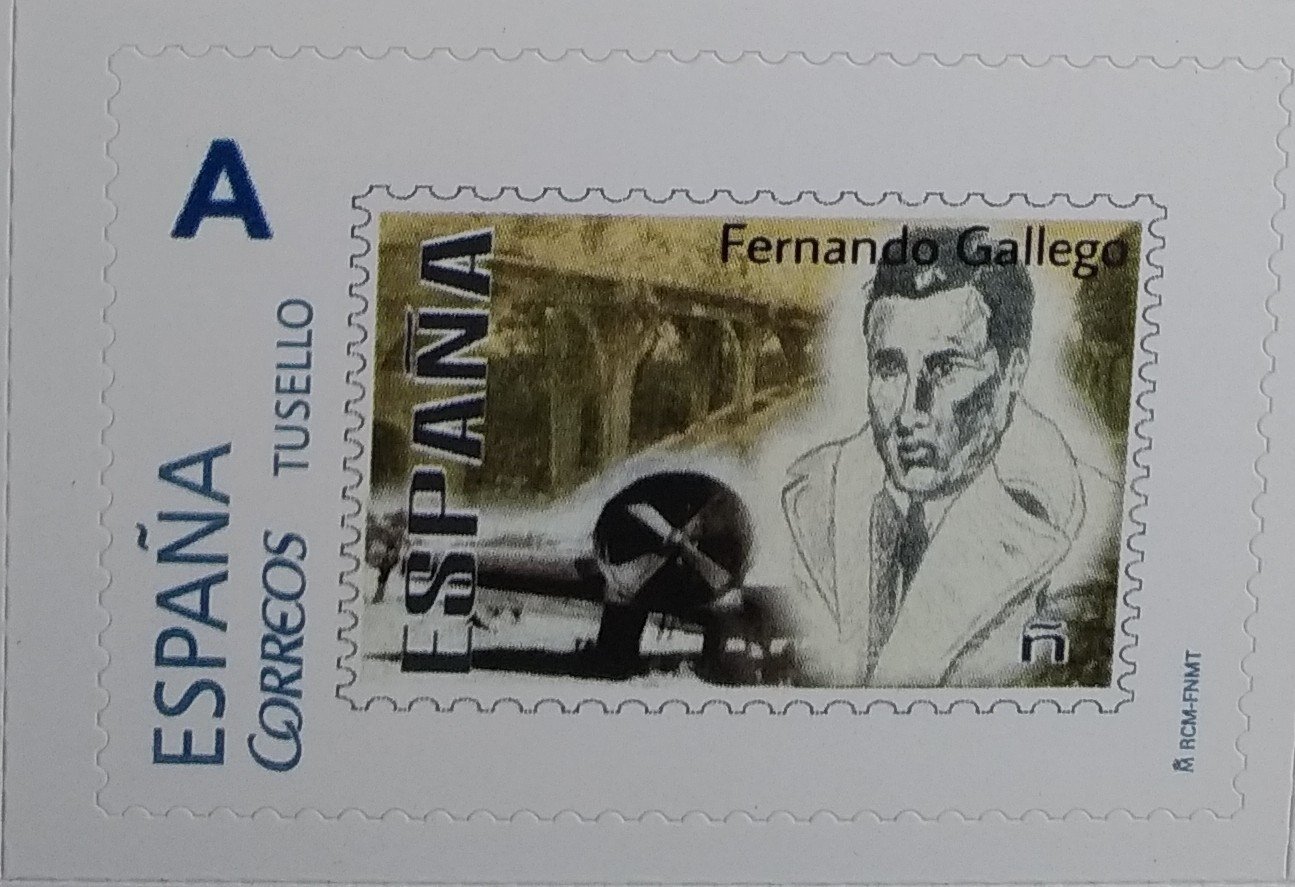 A
ESPAÑA
CORREOS TUSELLO
ESPAÑA
Fernando Gallego
RCM-FNMT